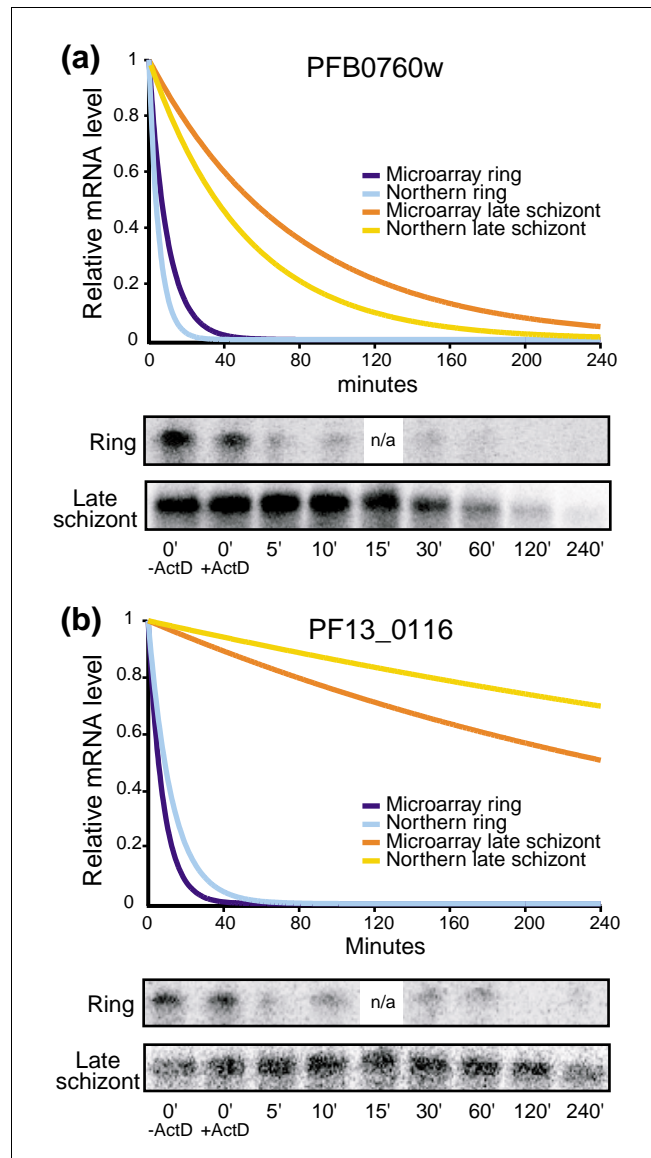 (a) PFB0760w
1
0.8
0.6
0.4
0.2
0
Relative mRNA level
Microarray ring
Northern ring
Microarray late schizont
Northern late schizont
0 40 80 120 160 200 240
minutes
Ring n/a
Late
schizont
0' 0' 5' 10' 15' 30' 60' 120' 240'
-ActD +ActD
(b) PF13_0116
1
0.8
0.6
0.4
0.2
0
Relative mRNA level
Microarray ring
Northern ring
Microarray late schizont
Northern late schizont
0 40 80 120 160 200 240
Minutes
Ring n/a
Late
schizont
0' 0' 5' 10' 15' 30' 60' 120' 240'
-ActD +ActD